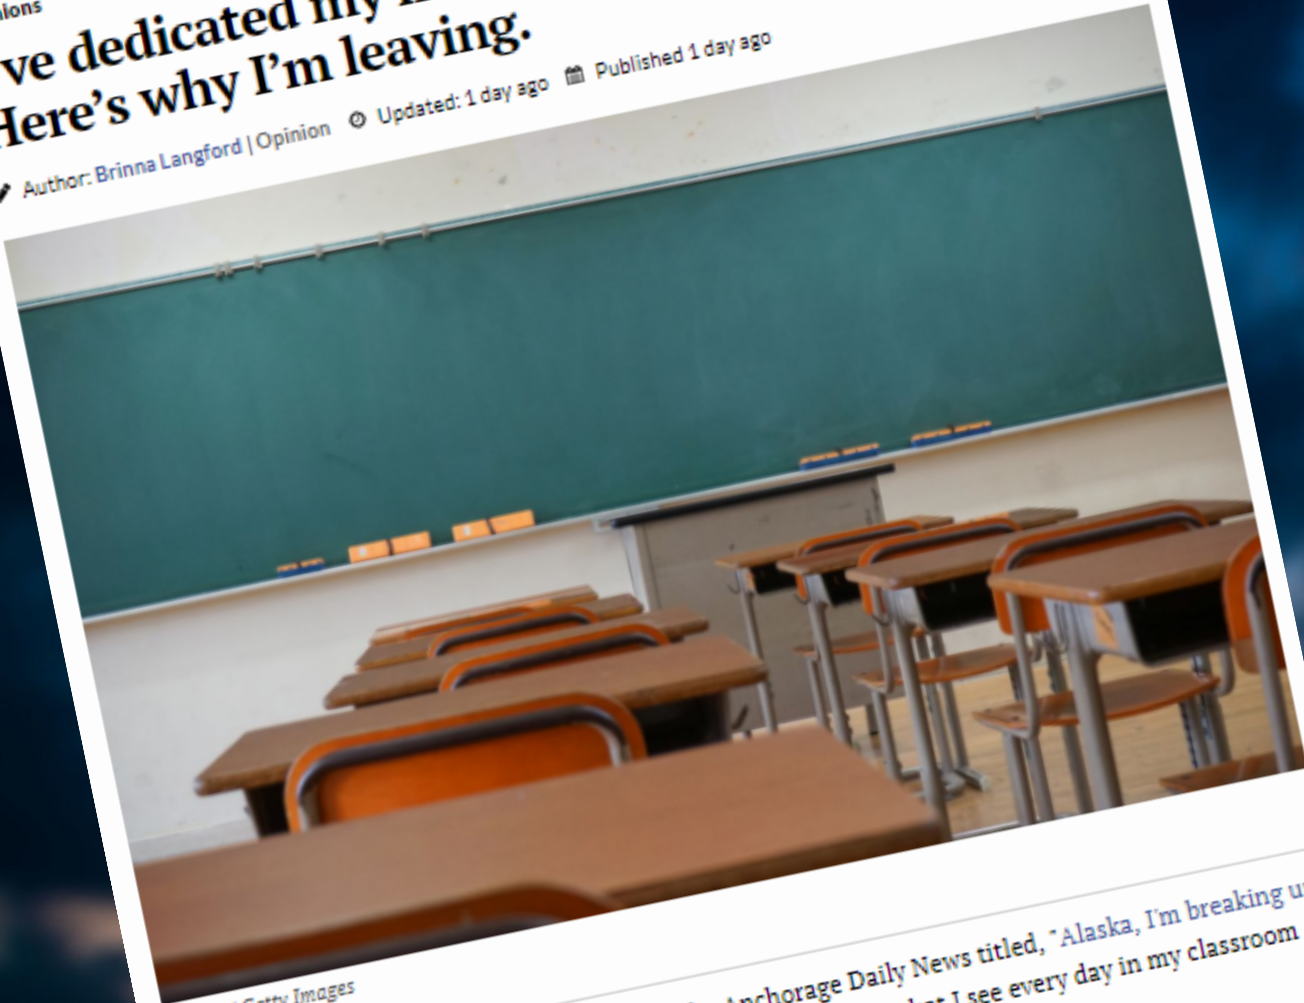 ve dedicated my
Here's why I'm leaving.
Author: Brinna Langford | Opinion Updated: 1 day ago Published 1 day ago
Getty Images
Anchorage Daily News titled, "Alaska, I'm breaking
I see every day in my classroom